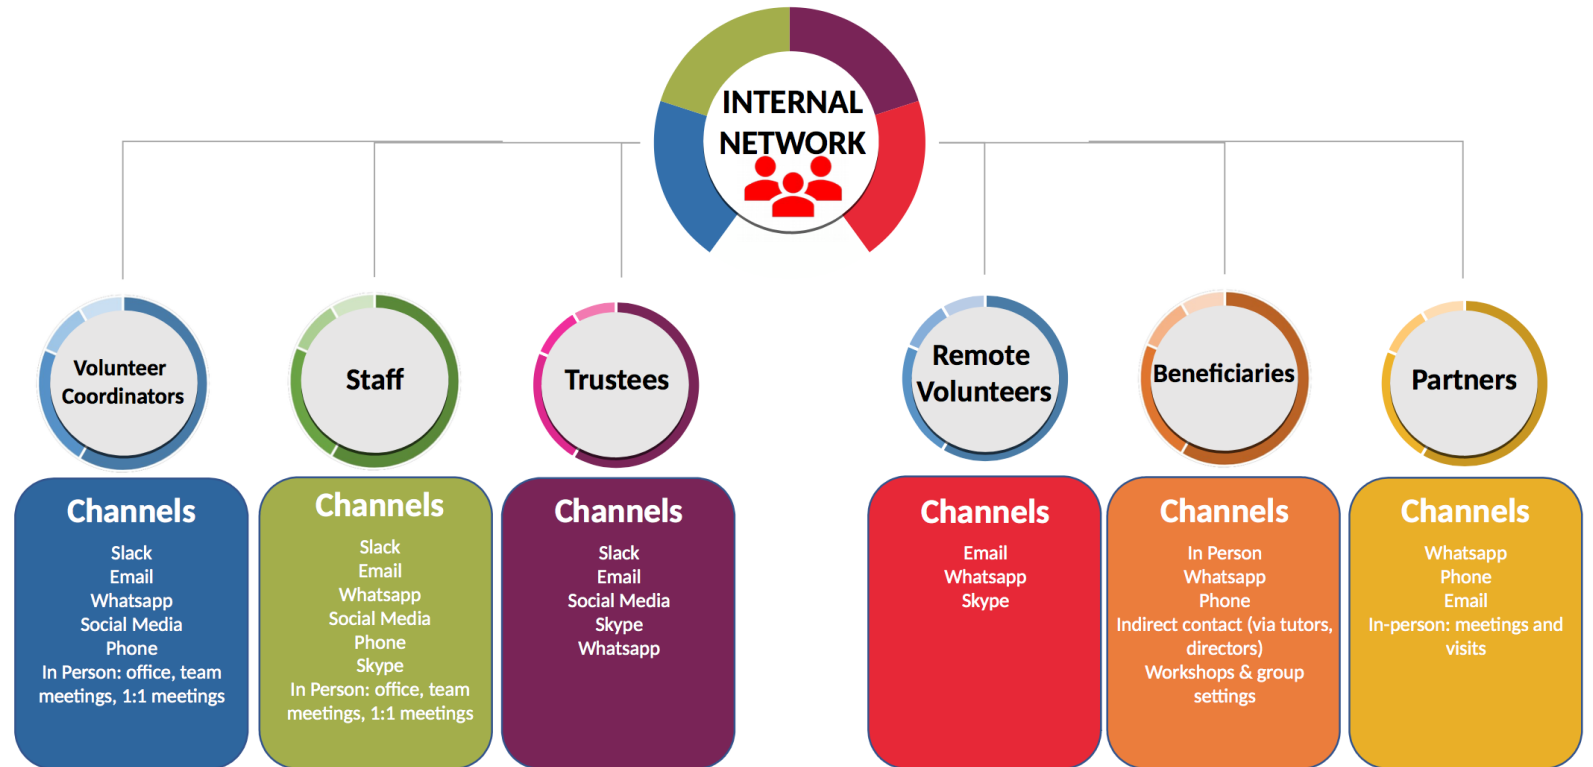 INTERNAL
NETWORK
Volunteer
Coordinators
Staff
Trustees
Remote
Volunteers
Beneficiaries
Partners
Channels
Slack
Email
Whatsapp
Social Media
Phone
In Person: office, team
meetings, 1:1 meetings
Channels
Slack
Email
Whatsapp
Social Media
Phone
Skype
In Person: office, team
meetings, 1:1 meetings
Channels
Slack
Email
Social Media
Skype
Whatsapp
Channels
Email
Whatsapp
Skype
Channels
In Person
Whatsapp
Phone
Indirect contact (via tutors,
directors)
Workshops & group
settings
Channels
Whatsapp
Phone
Email
In-person: meetings and
visits